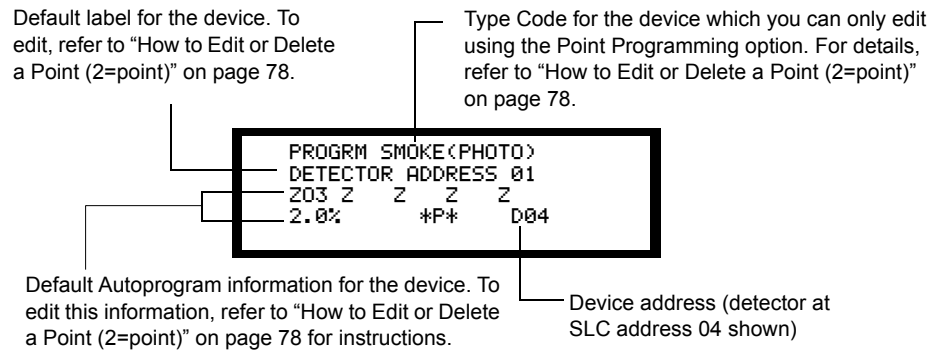 Default label for the device. To
edit, refer to “How to Edit or Delete
a Point (2=point)” on page 78.
Type Code for the device which you can only edit
using the Point Programming option. For details,
refer to “How to Edit or Delete a Point (2=point)”
on page 78.
PROGRM SMOKE(PHOTO)
DETECTOR ADDRESS 01
Z03 Z Z Z Z
2.0% *P* D04
Default Autoprogram information for the device. To
edit this information, refer to “How to Edit or Delete
a Point (2=point)” on page 78 for instructions.
Device address (detector at
SLC address 04 shown)